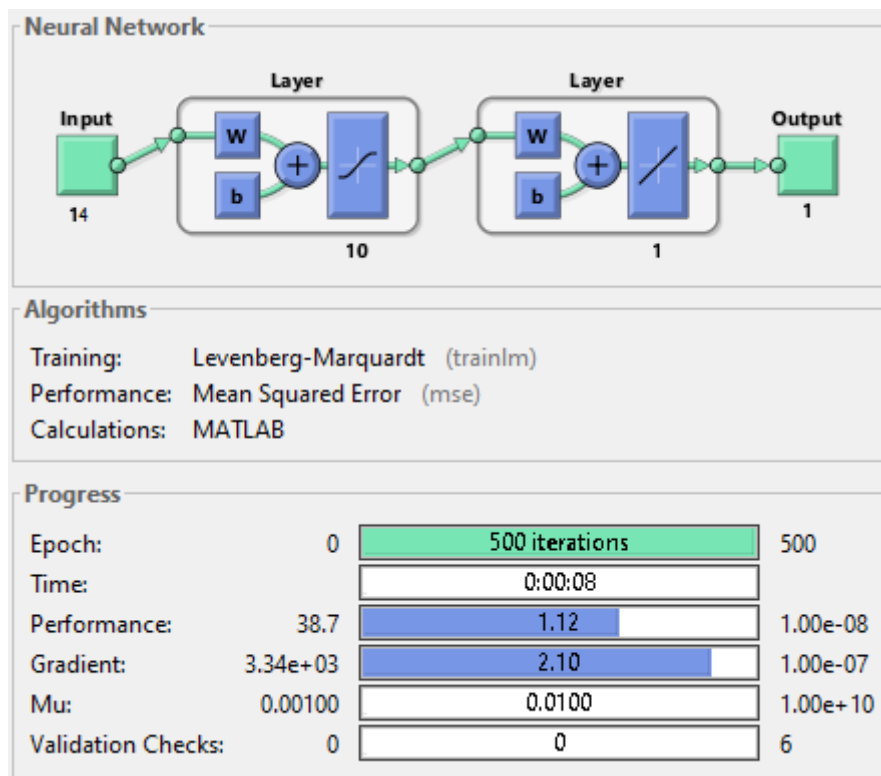 Neural Network
Layer Layer
Input Output
W W
+ +
b b
14 1
10 1
Algorithms
Training: Levenberg-Marquardt (trainlm)
Performance: Mean Squared Error (mse)
Calculations: MATLAB
Progress
Epoch: 0 500 iterations 500
Time: 0:00:08
Performance: 38.7 1.12 1.00e-08
Gradient: 3.34e+03 2.10 1.00e-07
Mu: 0.00100 0.0100 1.00e+10
Validation Checks: 0 0 6